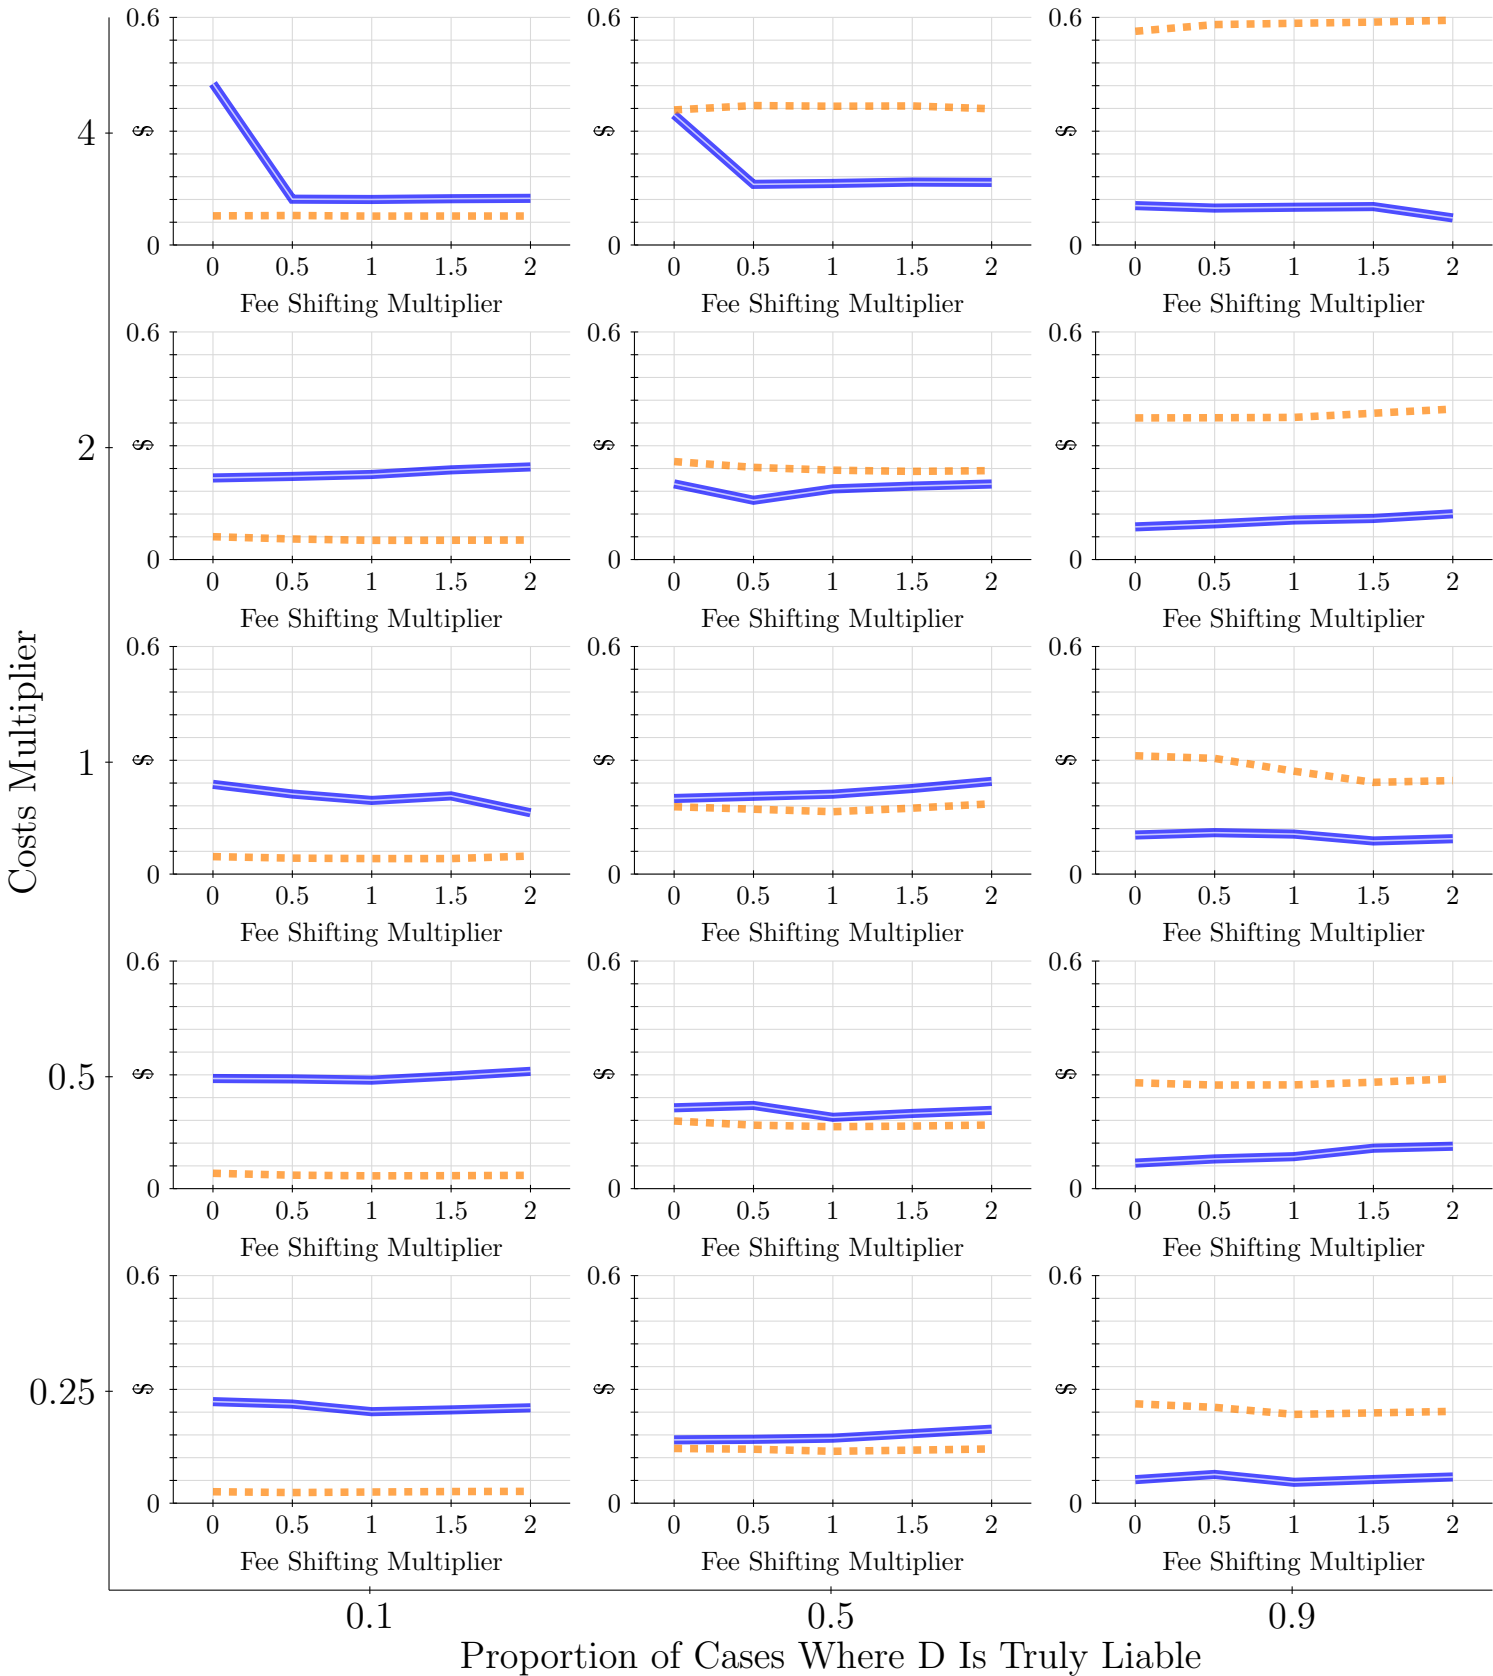 0.6 0.6 0.6
4 $ $ $
0 0 0
0 0.5 1 1.5 2 0 0.5 1 1.5 2 0 0.5 1 1.5 2
Fee Shifting Multiplier Fee Shifting Multiplier Fee Shifting Multiplier
0.6 0.6 0.6
2 $ $ $
0 0 0
0 0.5 1 1.5 2 0 0.5 1 1.5 2 0 0.5 1 1.5 2
Fee Shifting Multiplier Fee Shifting Multiplier Fee Shifting Multiplier
Costs Multiplier
0.6 0.6 0.6
1 $ $ $
0 0 0
0 0.5 1 1.5 2 0 0.5 1 1.5 2 0 0.5 1 1.5 2
Fee Shifting Multiplier Fee Shifting Multiplier Fee Shifting Multiplier
0.6 0.6 0.6
0.5 $ $ $
0 0 0
0 0.5 1 1.5 2 0 0.5 1 1.5 2 0 0.5 1 1.5 2
Fee Shifting Multiplier Fee Shifting Multiplier Fee Shifting Multiplier
0.6 0.6 0.6
0.25 $ $ $
0 0 0
0 0.5 1 1.5 2 0 0.5 1 1.5 2 0 0.5 1 1.5 2
Fee Shifting Multiplier Fee Shifting Multiplier Fee Shifting Multiplier
0.1 0.5 0.9
Proportion of Cases Where D Is Truly Liable